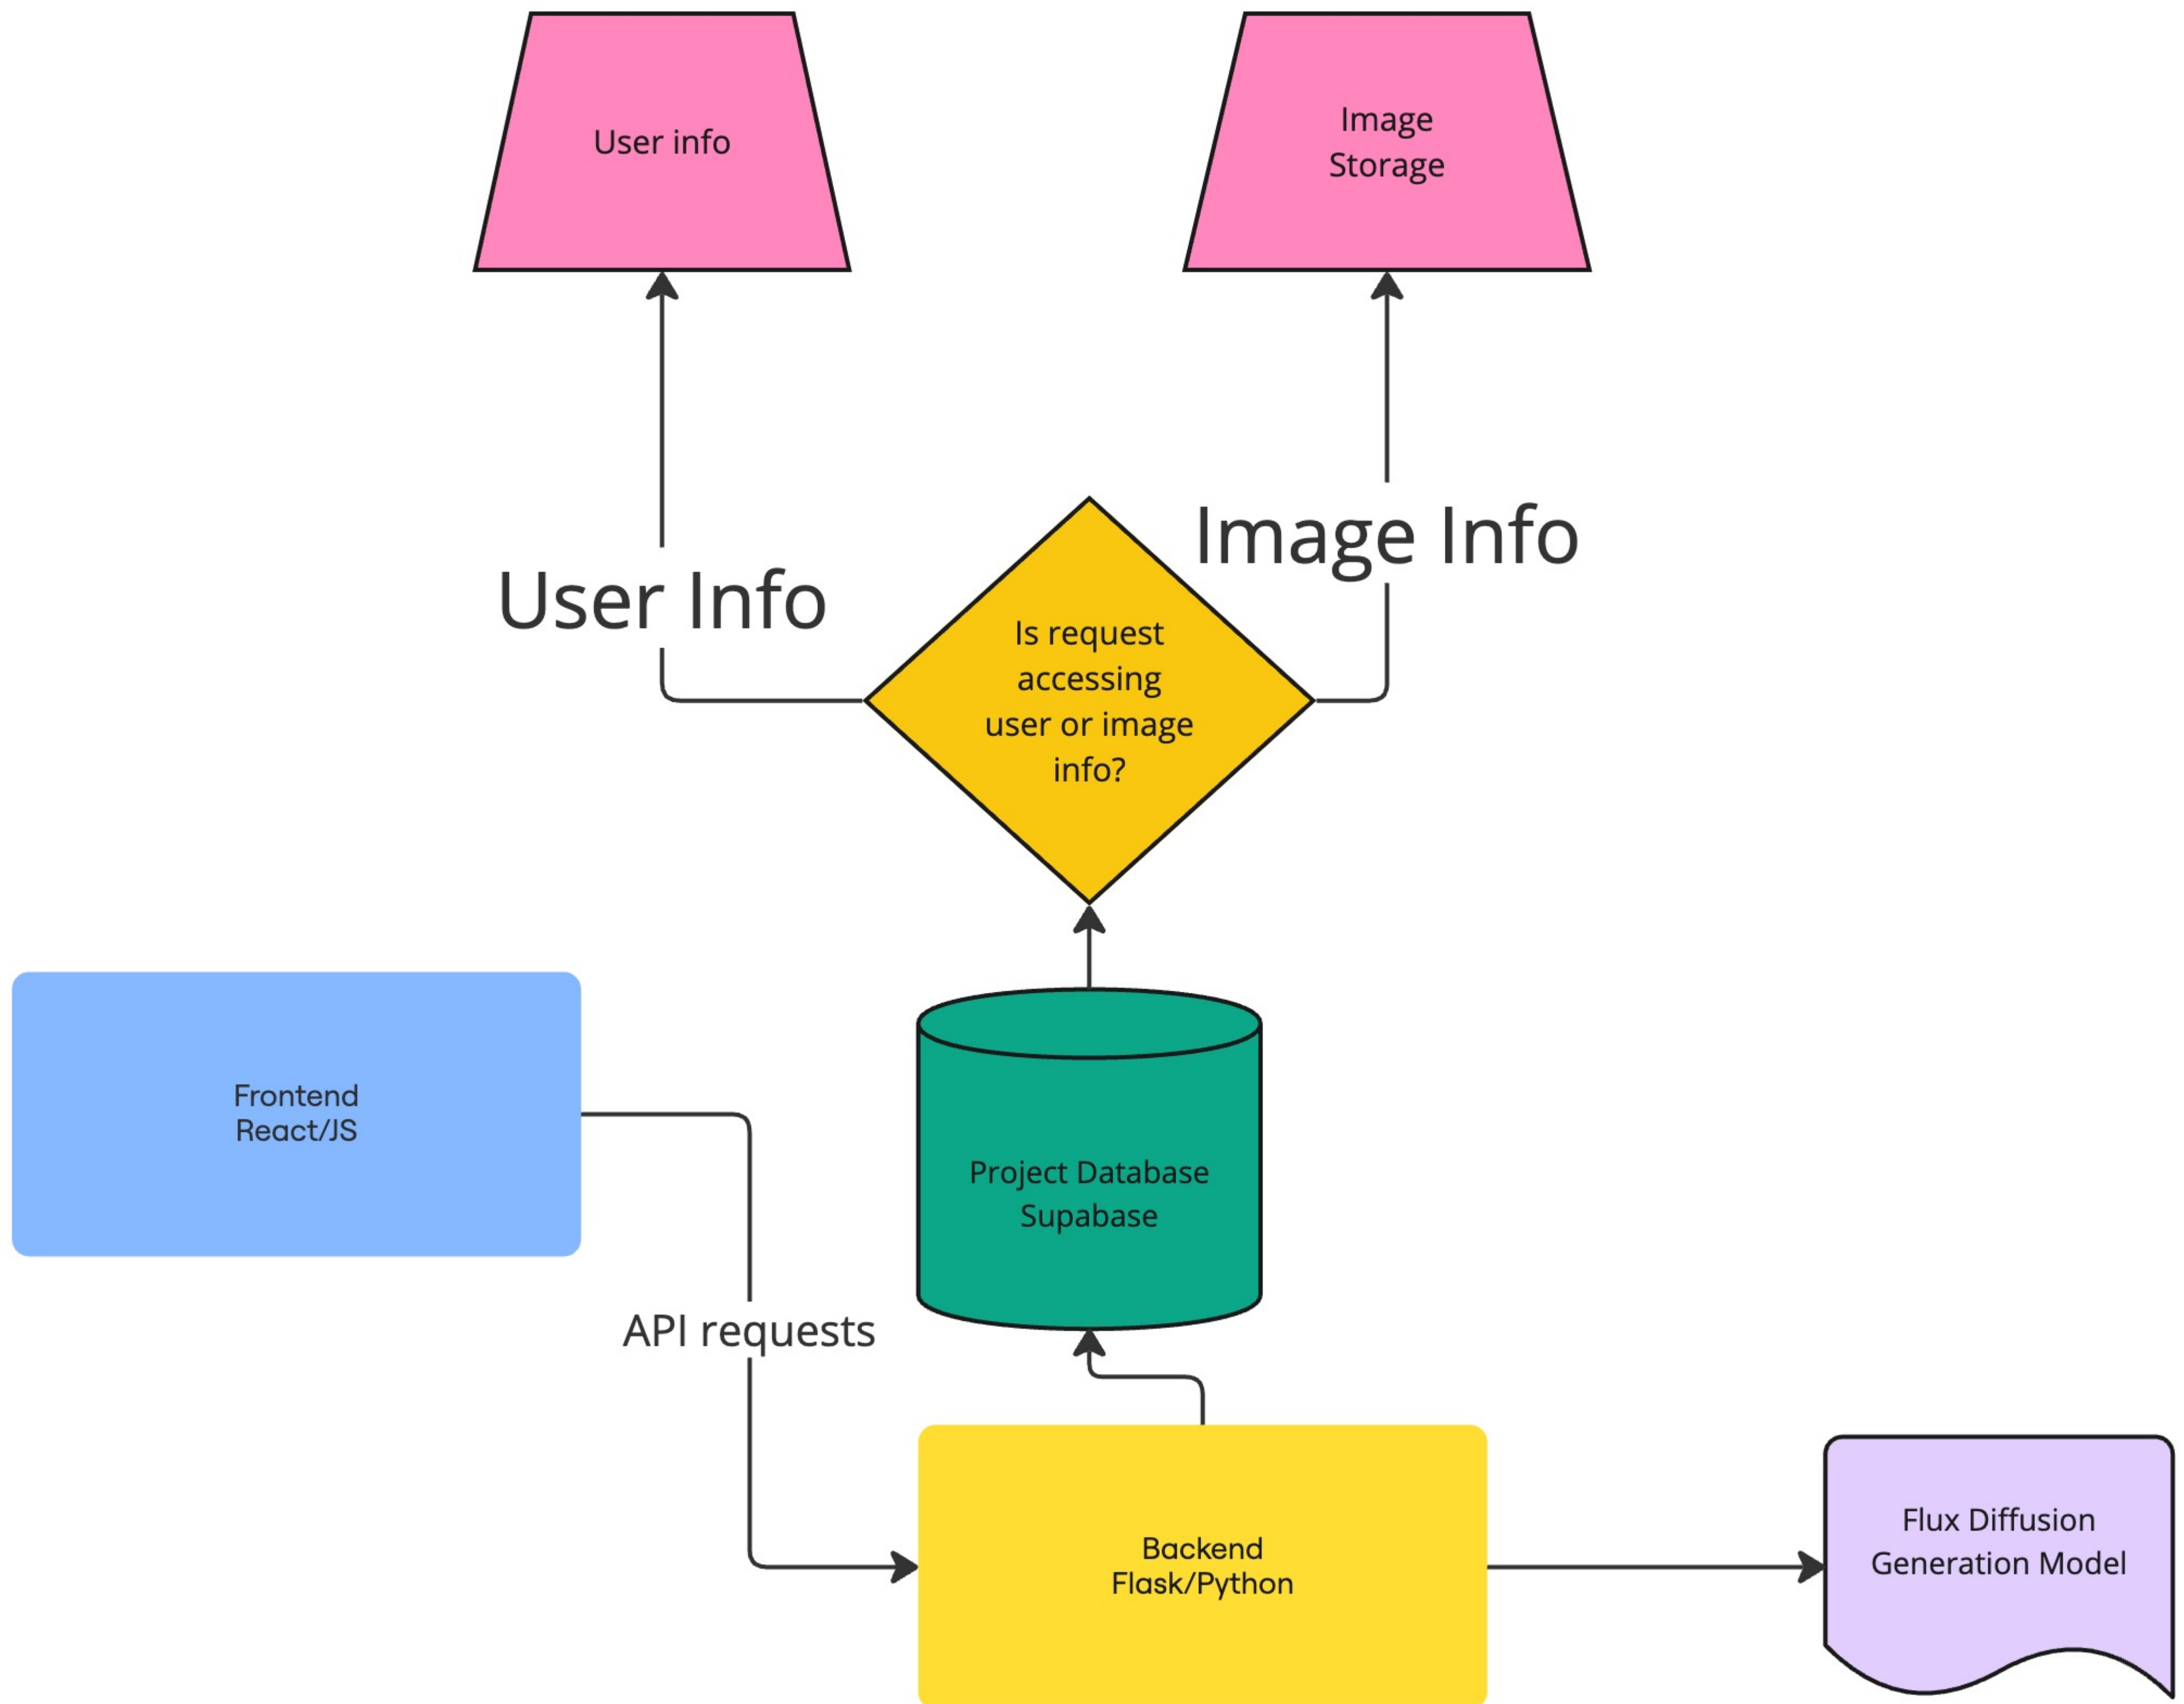 User info
Image
Storage
Image Info
User Info
Is request
accessing
user or image
info?
Frontend
React/JS
Project Database
Supabase
API requests
Backend
Flask/Python
Flux Diffusion
Generation Model